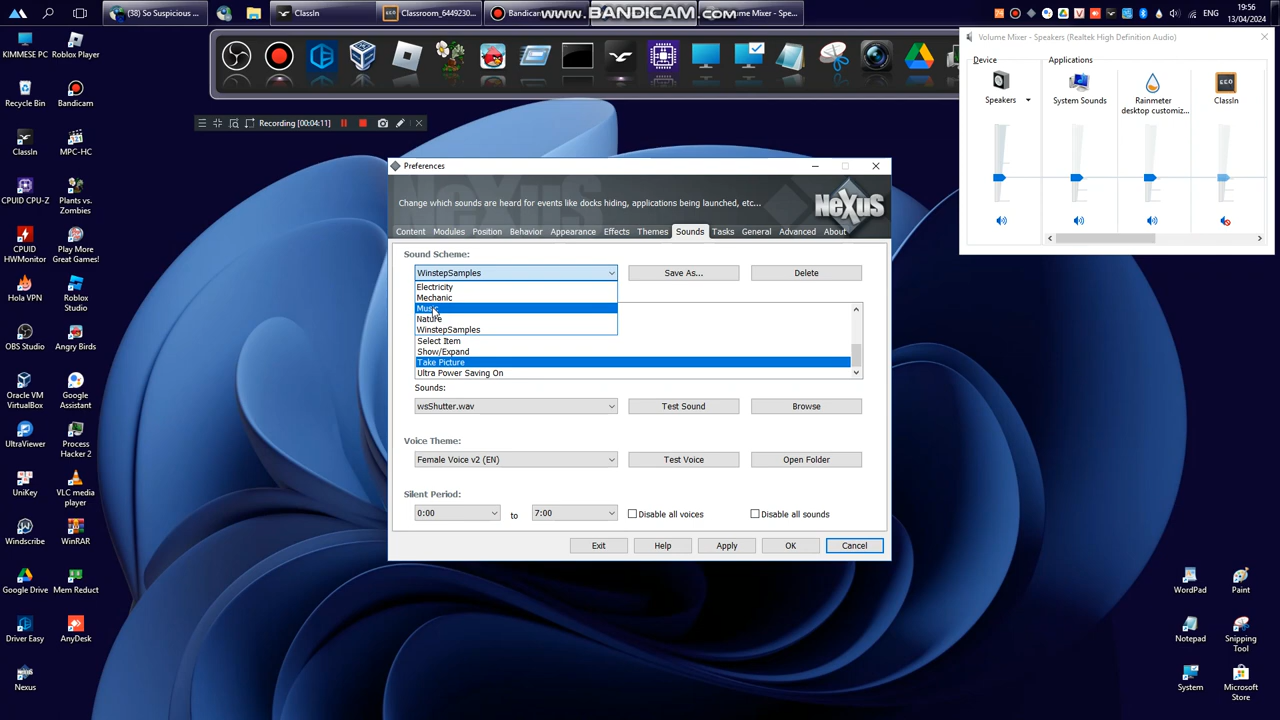 (38) So Suspicious ...
ClassIn
Classroom_6449230...
Bandicam...
www.BANDICAM.com
Volume Mixer - Spe...
ENG
19:56
13/04/2024
KIMMESE PC
Roblox Player
Recycle Bin
Bandicam
ClassIn
MPC-HC
CPUID CPU-Z
Plants vs. Zombies
CPUID HWMonitor
Play More Great Games!
Hola VPN
Roblox Studio
OBS Studio
Angry Birds
Oracle VM VirtualBox
Google Assistant
UltraViewer
Process Hacker 2
UniKey
VLC media player
Windscribe
WinRAR
Google Drive
Mem Reduct
Driver Easy
AnyDesk
Nexus
Recording [00:04:11]
Volume Mixer - Speakers (Realtek High Definition Audio)
Device
Applications
Speakers
System Sounds
Rainmeter desktop customiz...
ClassIn
Preferences
Change which sounds are heard for events like docks hiding, applications being launched, etc...
NeXuS
Content Modules Position Behavior Appearance Effects Themes Sounds Tasks General Advanced About
Sound Scheme:
WinstepSamples
Save As...
Delete
Electricity
Mechanic
Music
Nature
WinstepSamples
Select Item
Show/Expand
Take Picture
Ultra Power Saving On
Sounds:
wsShutter.wav
Test Sound
Browse
Voice Theme:
Female Voice v2 (EN)
Test Voice
Open Folder
Silent Period:
0:00
to
7:00
Disable all voices
Disable all sounds
Exit
Help
Apply
OK
Cancel
WordPad
Paint
Notepad
Snipping Tool
System
Microsoft Store